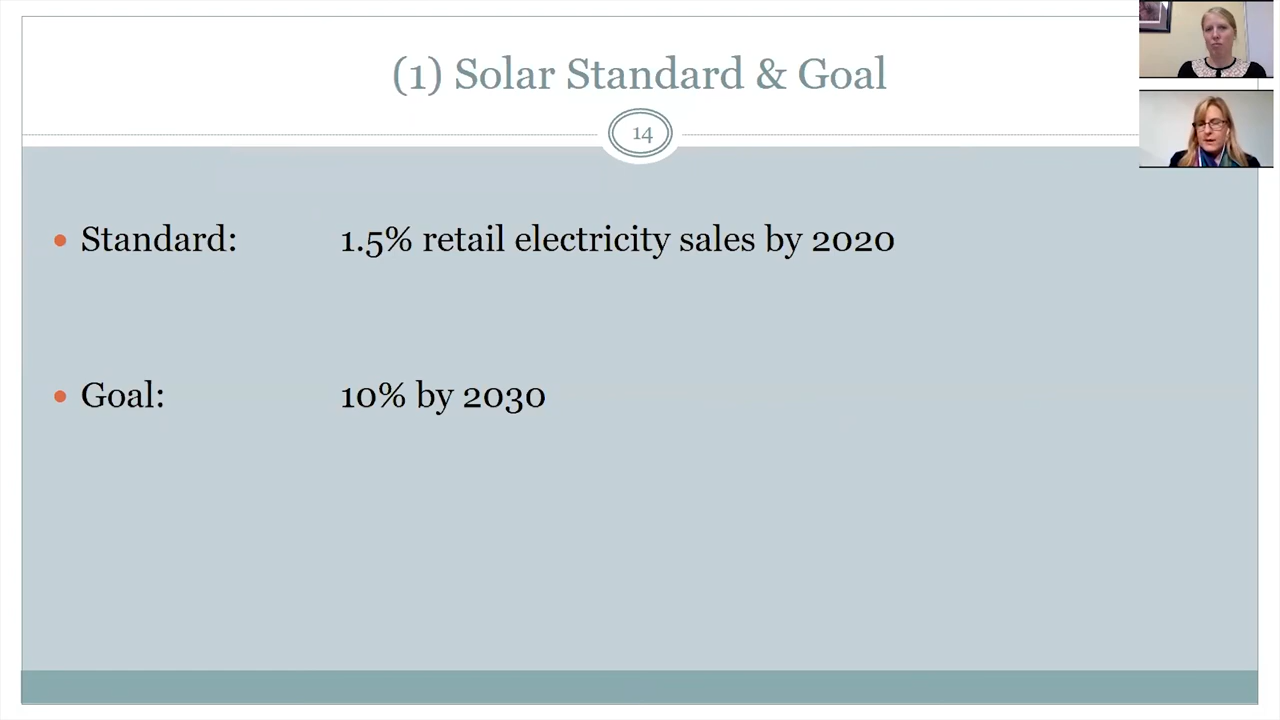 (1) Solar Standard & Goal
14
• Standard: 1.5% retail electricity sales by 2020
• Goal: 10% by 2030